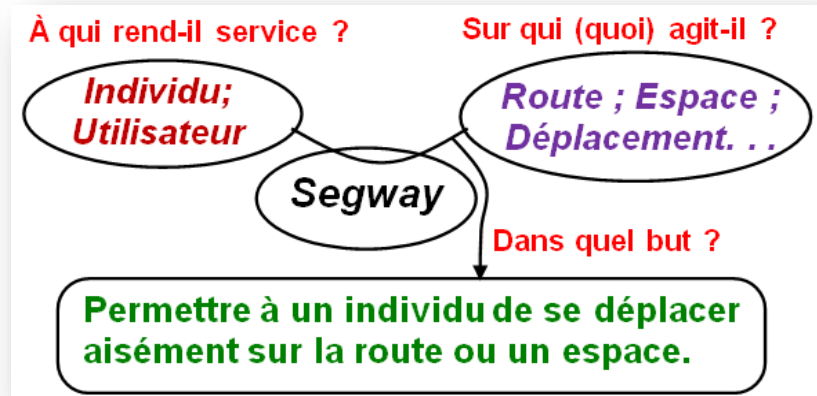 À qui rend-il service ?
Sur qui (quoi) agit-il ?
Individu;
Utilisateur
Route ; Espace ;
Déplacement. . .
Segway
Dans quel but ?
Permettre à un individu de se déplacer
aisément sur la route ou un espace.